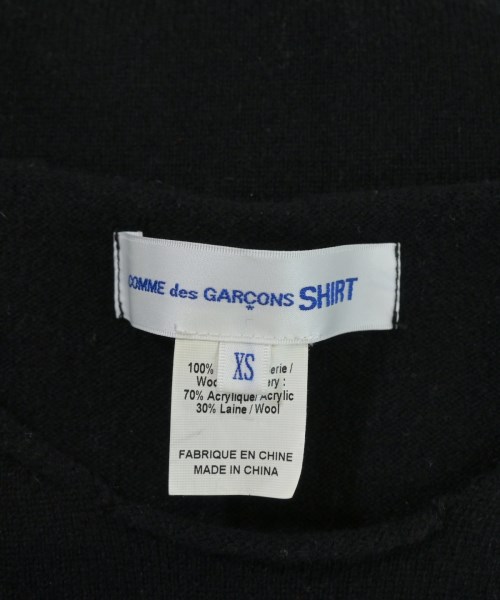 COMME des GARÇONS SHIRT
*
XS
100% erie /
Woo ery :
70% Acrylique/ Acrylic
30% Laine / Wool
FABRIQUE EN CHINE
MADE IN CHINA